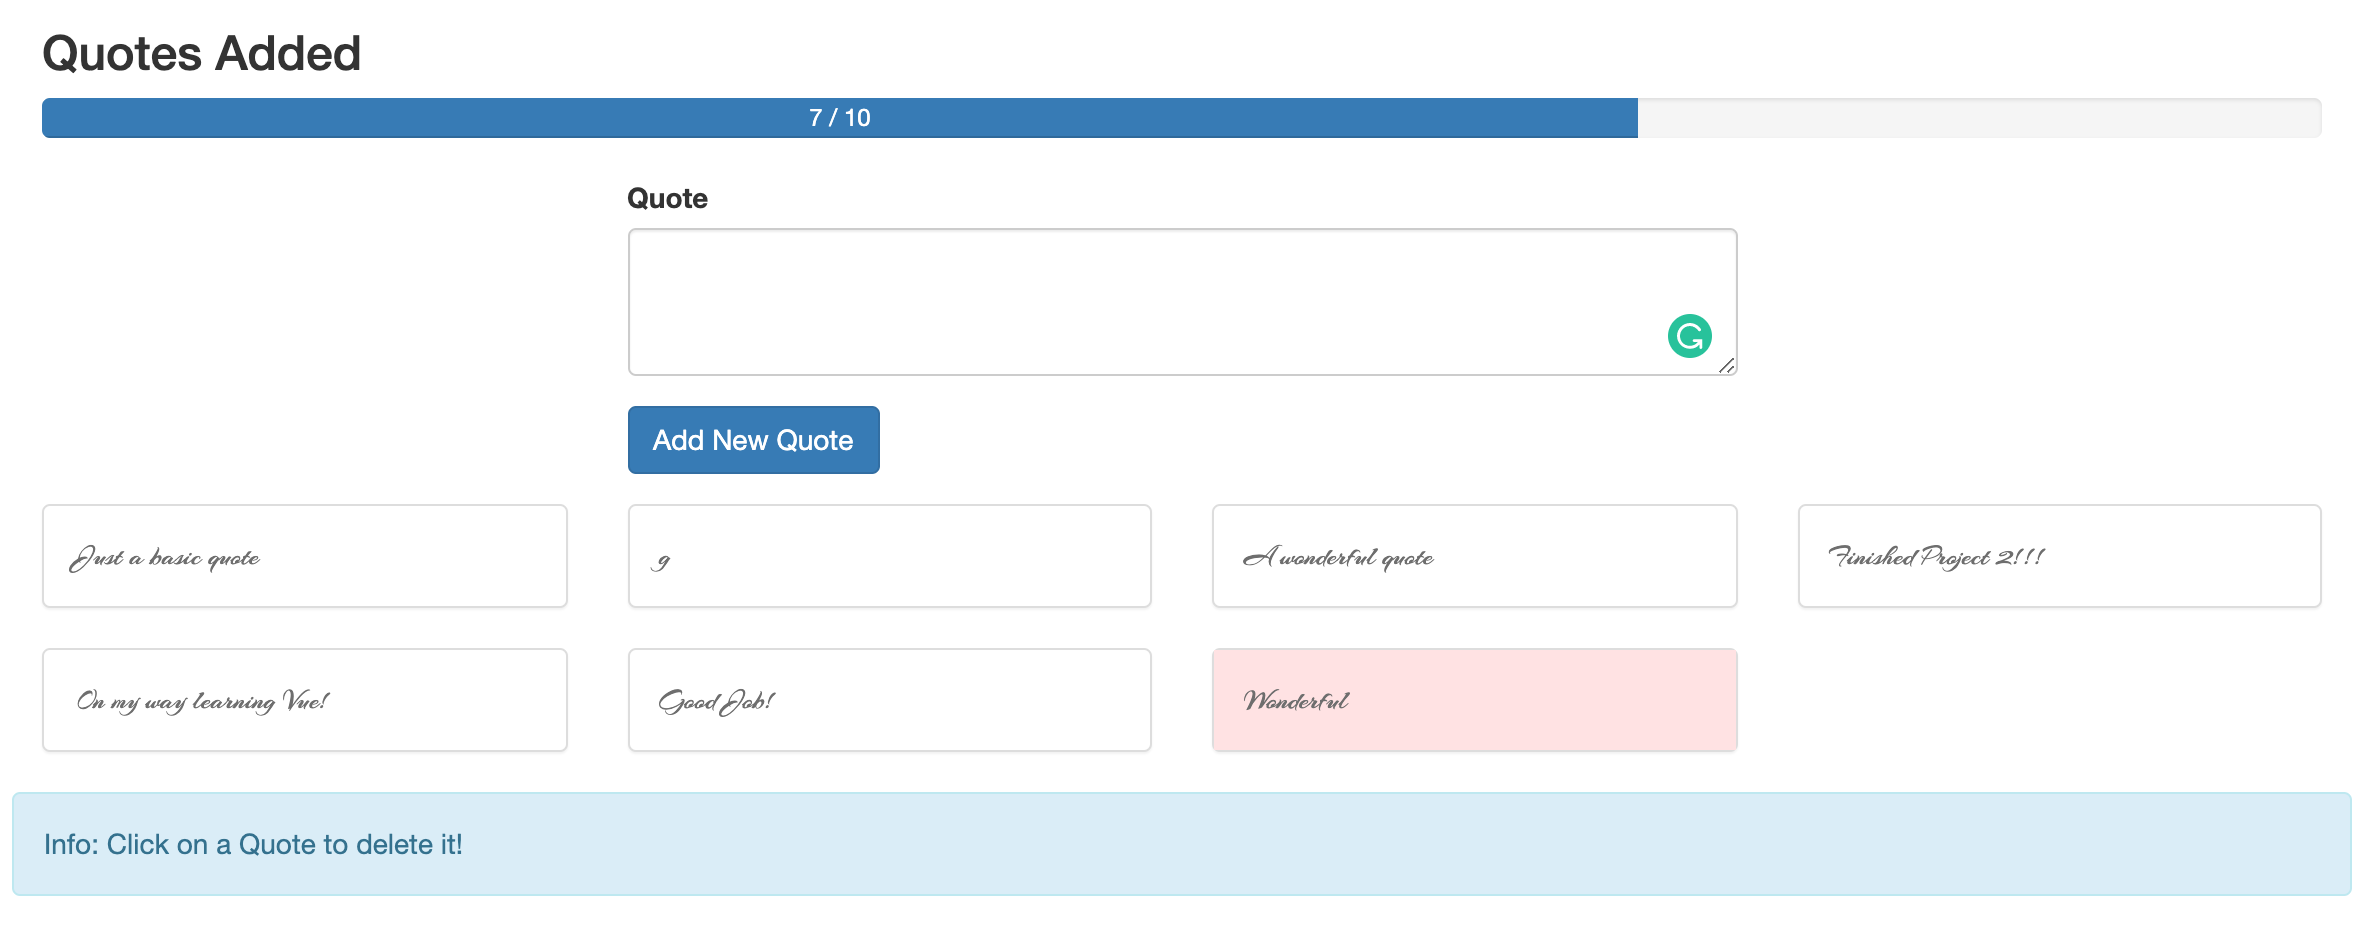 Quotes Added
7 / 10
Quote
Add New Quote
Just a basic quote
g
A wonderful quote
Finished Project 2!!!
On my way learning Vue!
Good Job!
Wonderful
Info: Click on a Quote to delete it!